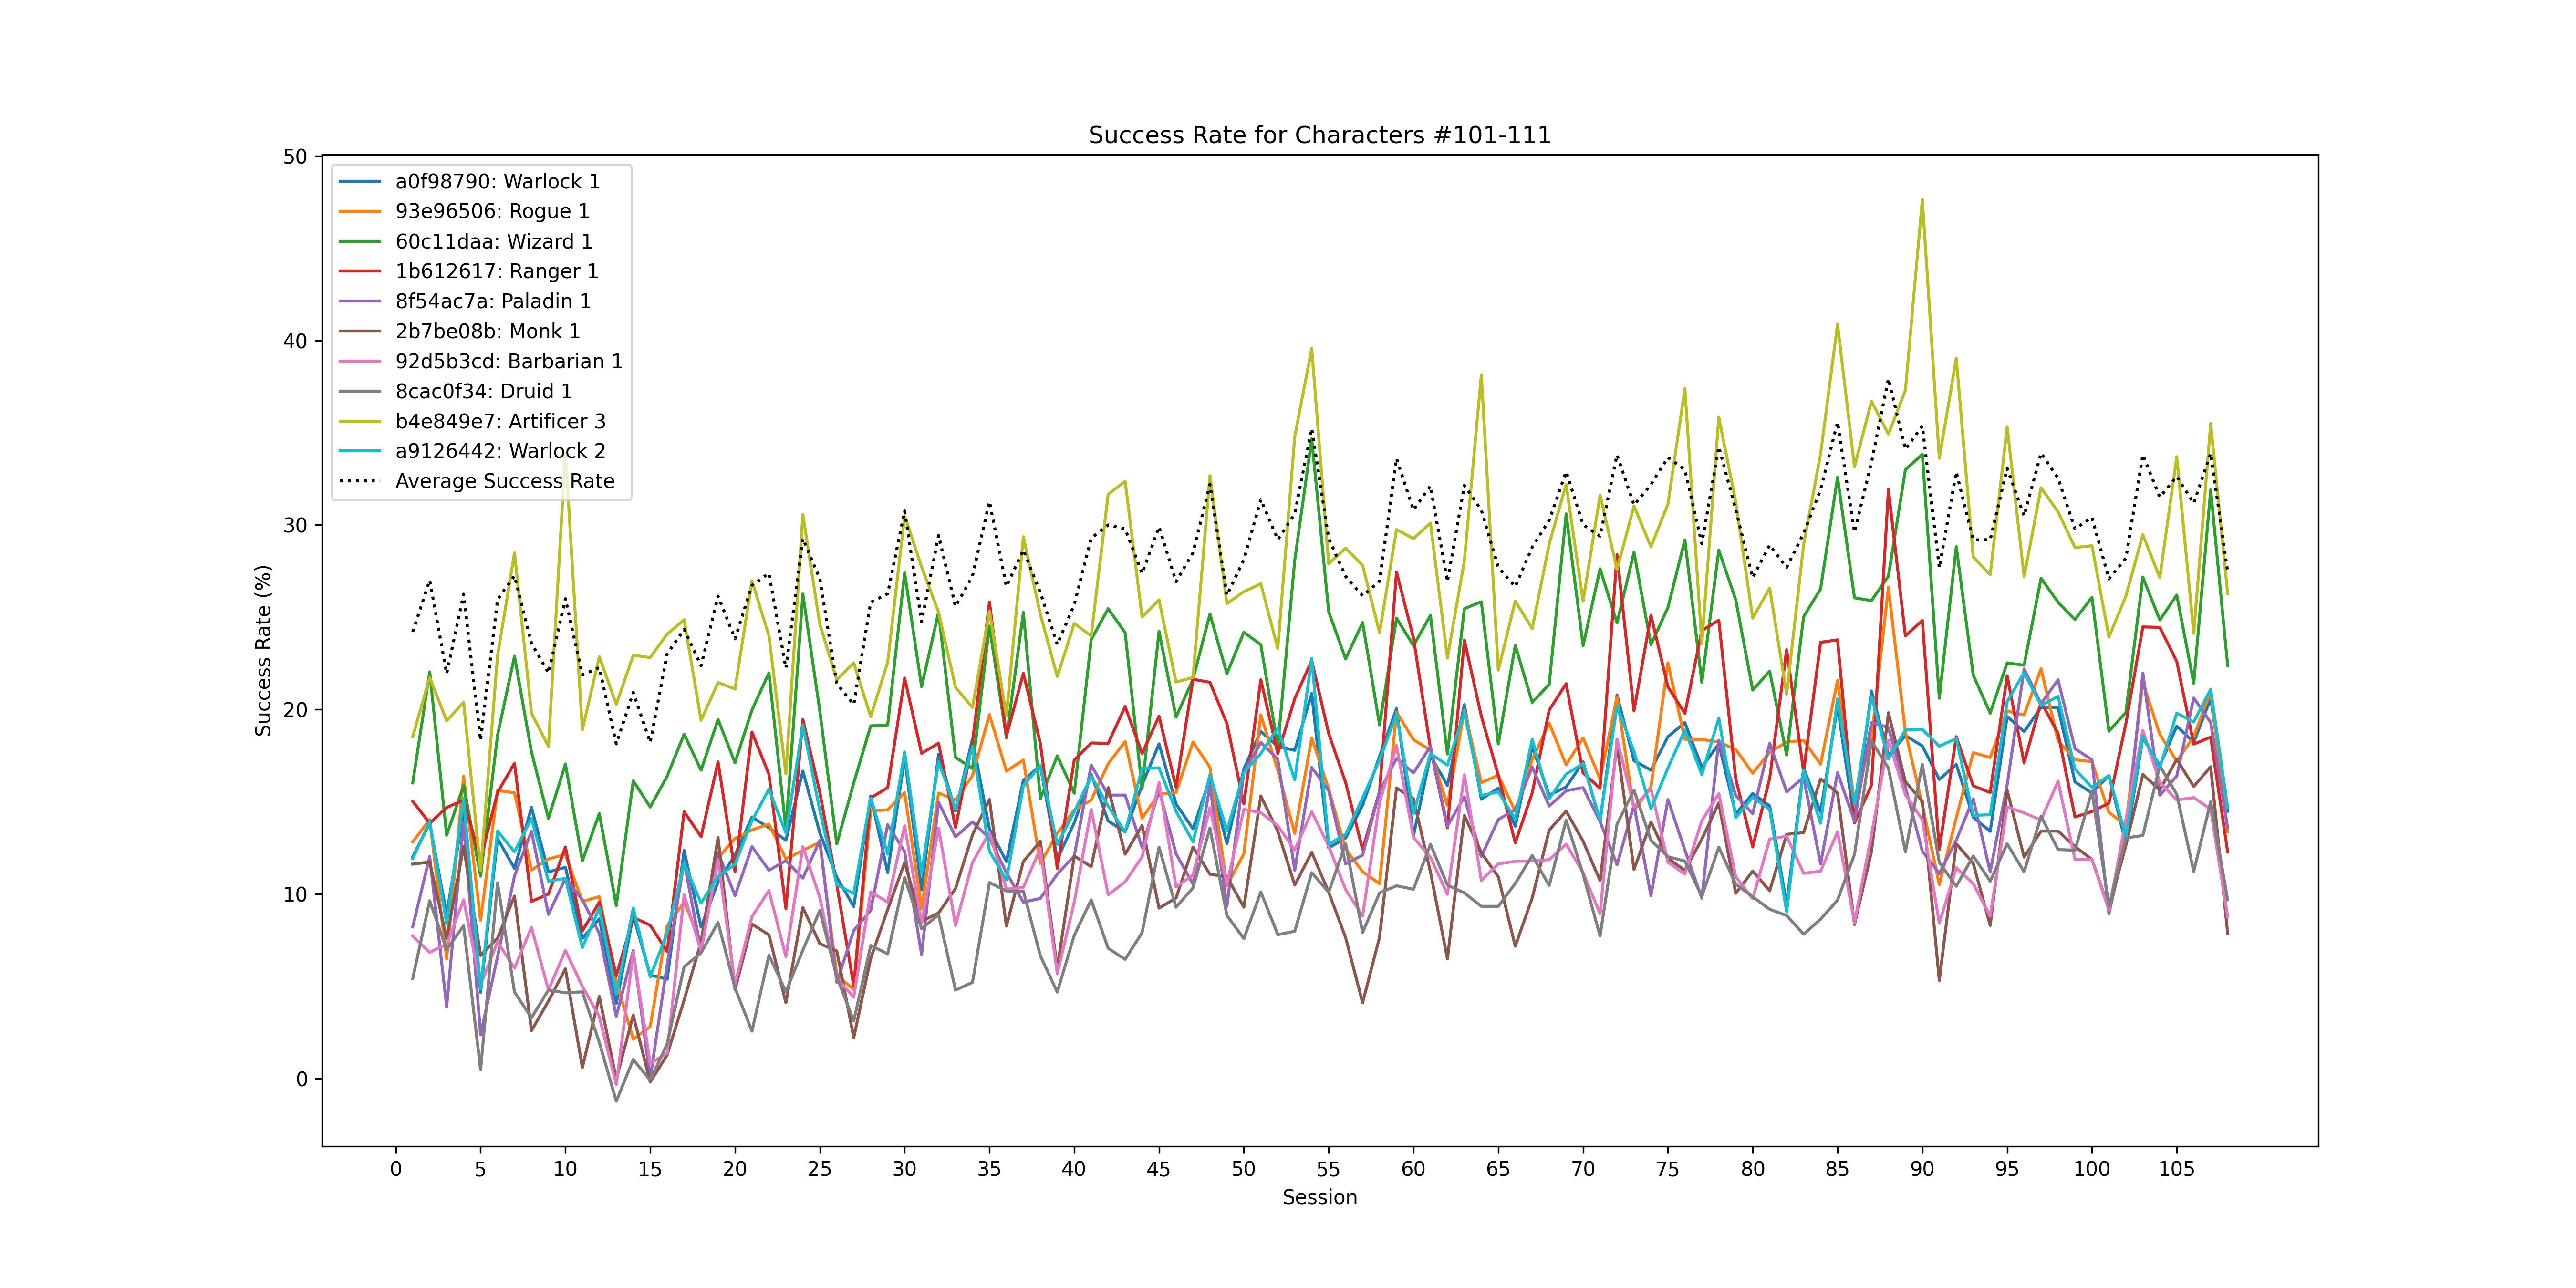 Success Rate for Characters #101-111
50
40
30
20
10
0
Success Rate (%)
a0f98790: Warlock 1
93e96506: Rogue 1
60c11daa: Wizard 1
1b612617: Ranger 1
8f54ac7a: Paladin 1
2b7be08b: Monk 1
92d5b3cd: Barbarian 1
8cac0f34: Druid 1
b4e849e7: Artificer 3
a9126442: Warlock 2
Average Success Rate
0 5 10 15 20 25 30 35 40 45 50 55 60 65 70 75 80 85 90 95 100 105
Session